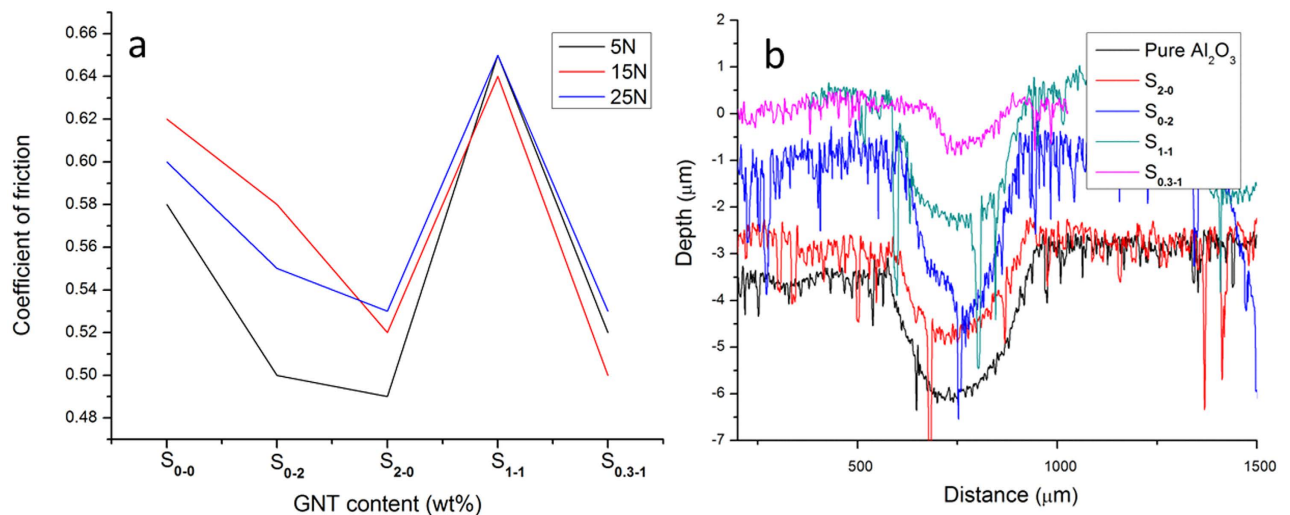 a
5N
15N
25N
0.66
0.64
0.62
0.60
0.58
0.56
0.54
0.52
0.50
0.48
Coefficient of friction
S0-0 S0-2 S2-0 S1-1 S0.3-1
GNT content (wt%)
b
Pure Al2O3
S2-0
S0-2
S1-1
S0.3-1
2
1
0
-1
-2
-3
-4
-5
-6
-7
Depth (μm)
500 1000 1500
Distance (μm)